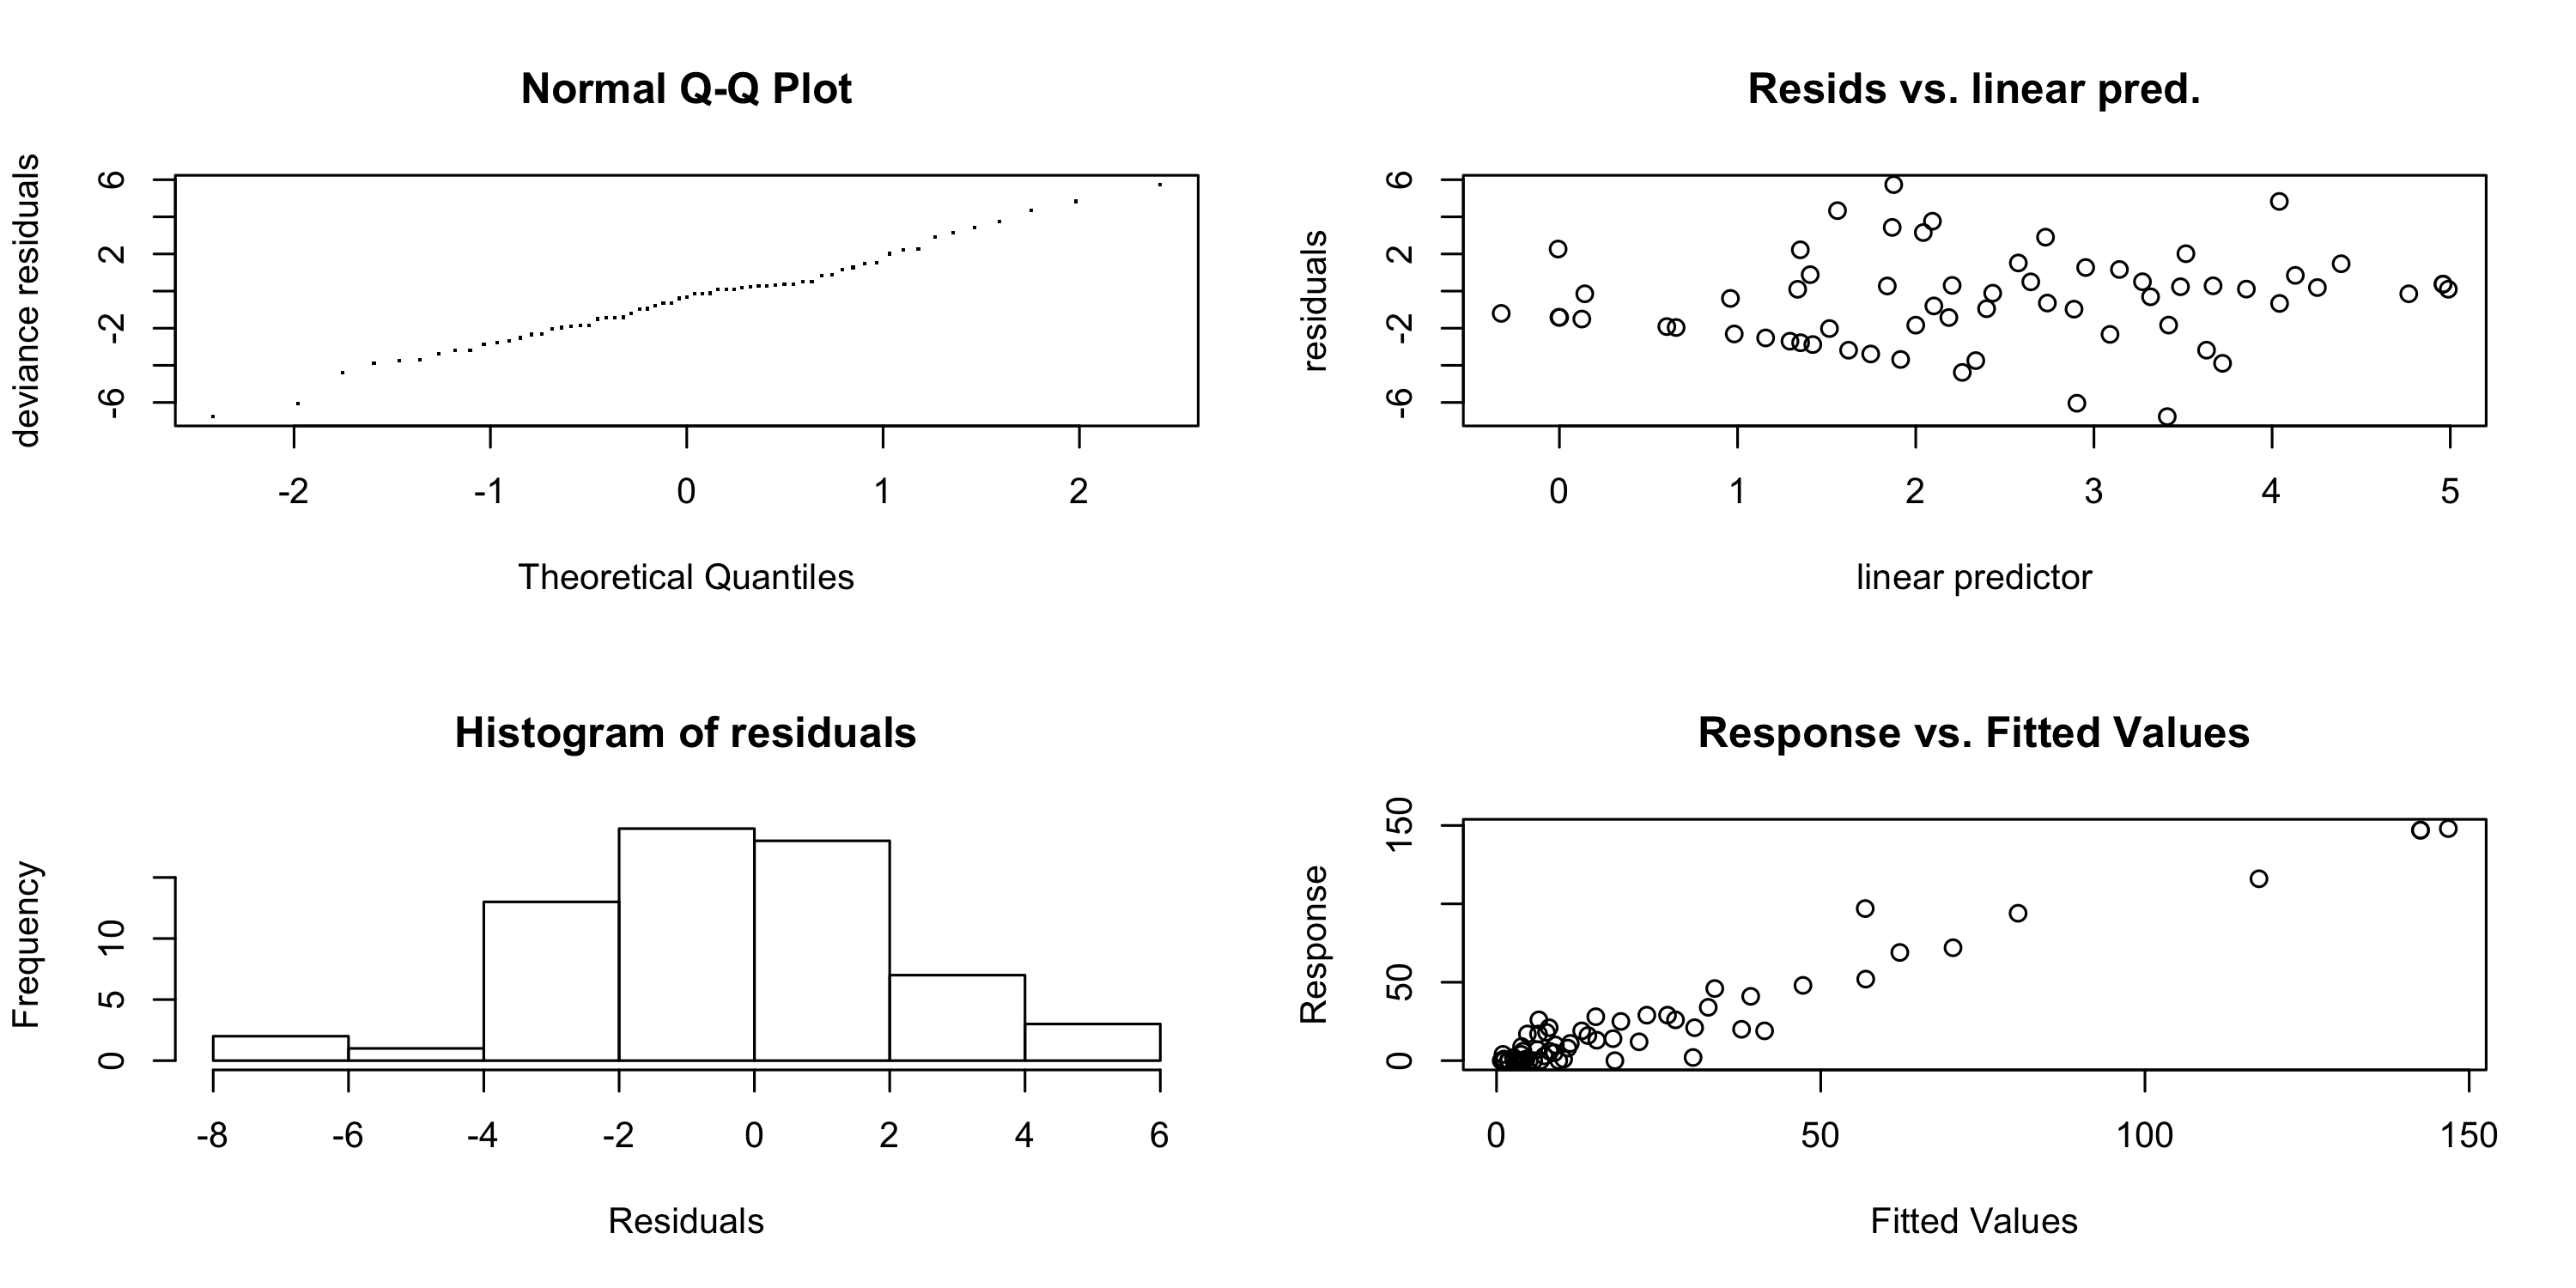 Normal Q-Q Plot
deviance residuals
6
2
-2
-6
-2 -1 0 1 2
Theoretical Quantiles
Resids vs. linear pred.
residuals
6
2
-2
-6
0 1 2 3 4 5
linear predictor
Histogram of residuals
Frequency
10
5
0
-8 -6 -4 -2 0 2 4 6
Residuals
Response vs. Fitted Values
Response
150
50
0
0 50 100 150
Fitted Values